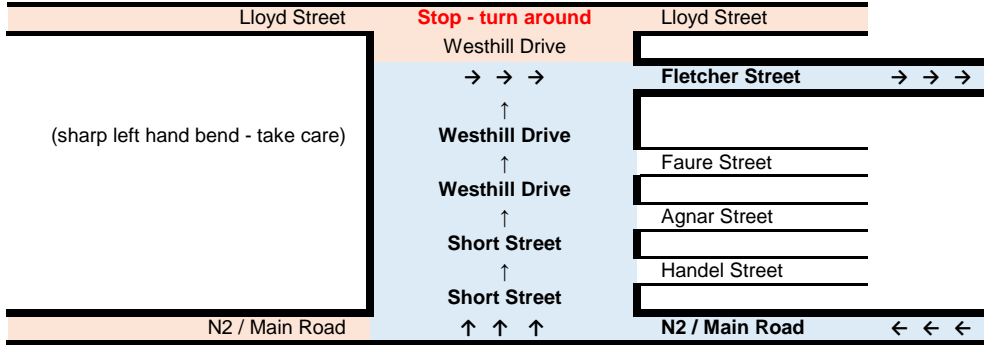 Lloyd Street Stop - turn around Lloyd Street
Westhill Drive
→ → → Fletcher Street → → →
↑
(sharp left hand bend - take care) Westhill Drive
↑ Faure Street
Westhill Drive
↑ Agnar Street
Short Street
↑ Handel Street
Short Street
N2 / Main Road ↑ ↑ ↑ N2 / Main Road ← ← ←